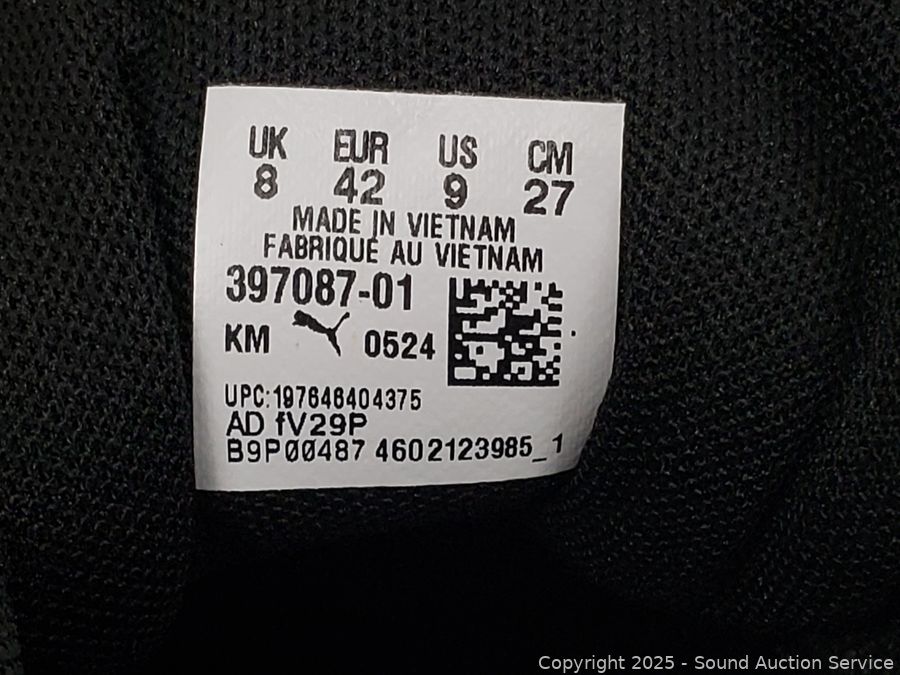 UK EUR US CM
8 42 9 27
MADE IN VIETNAM
FABRIQUE AU VIETNAM
397087-01
KM 0524
UPC:197646404375
AD fV29P
B9P00487 4602123985_1
Copyright 2025 - Sound Auction Service